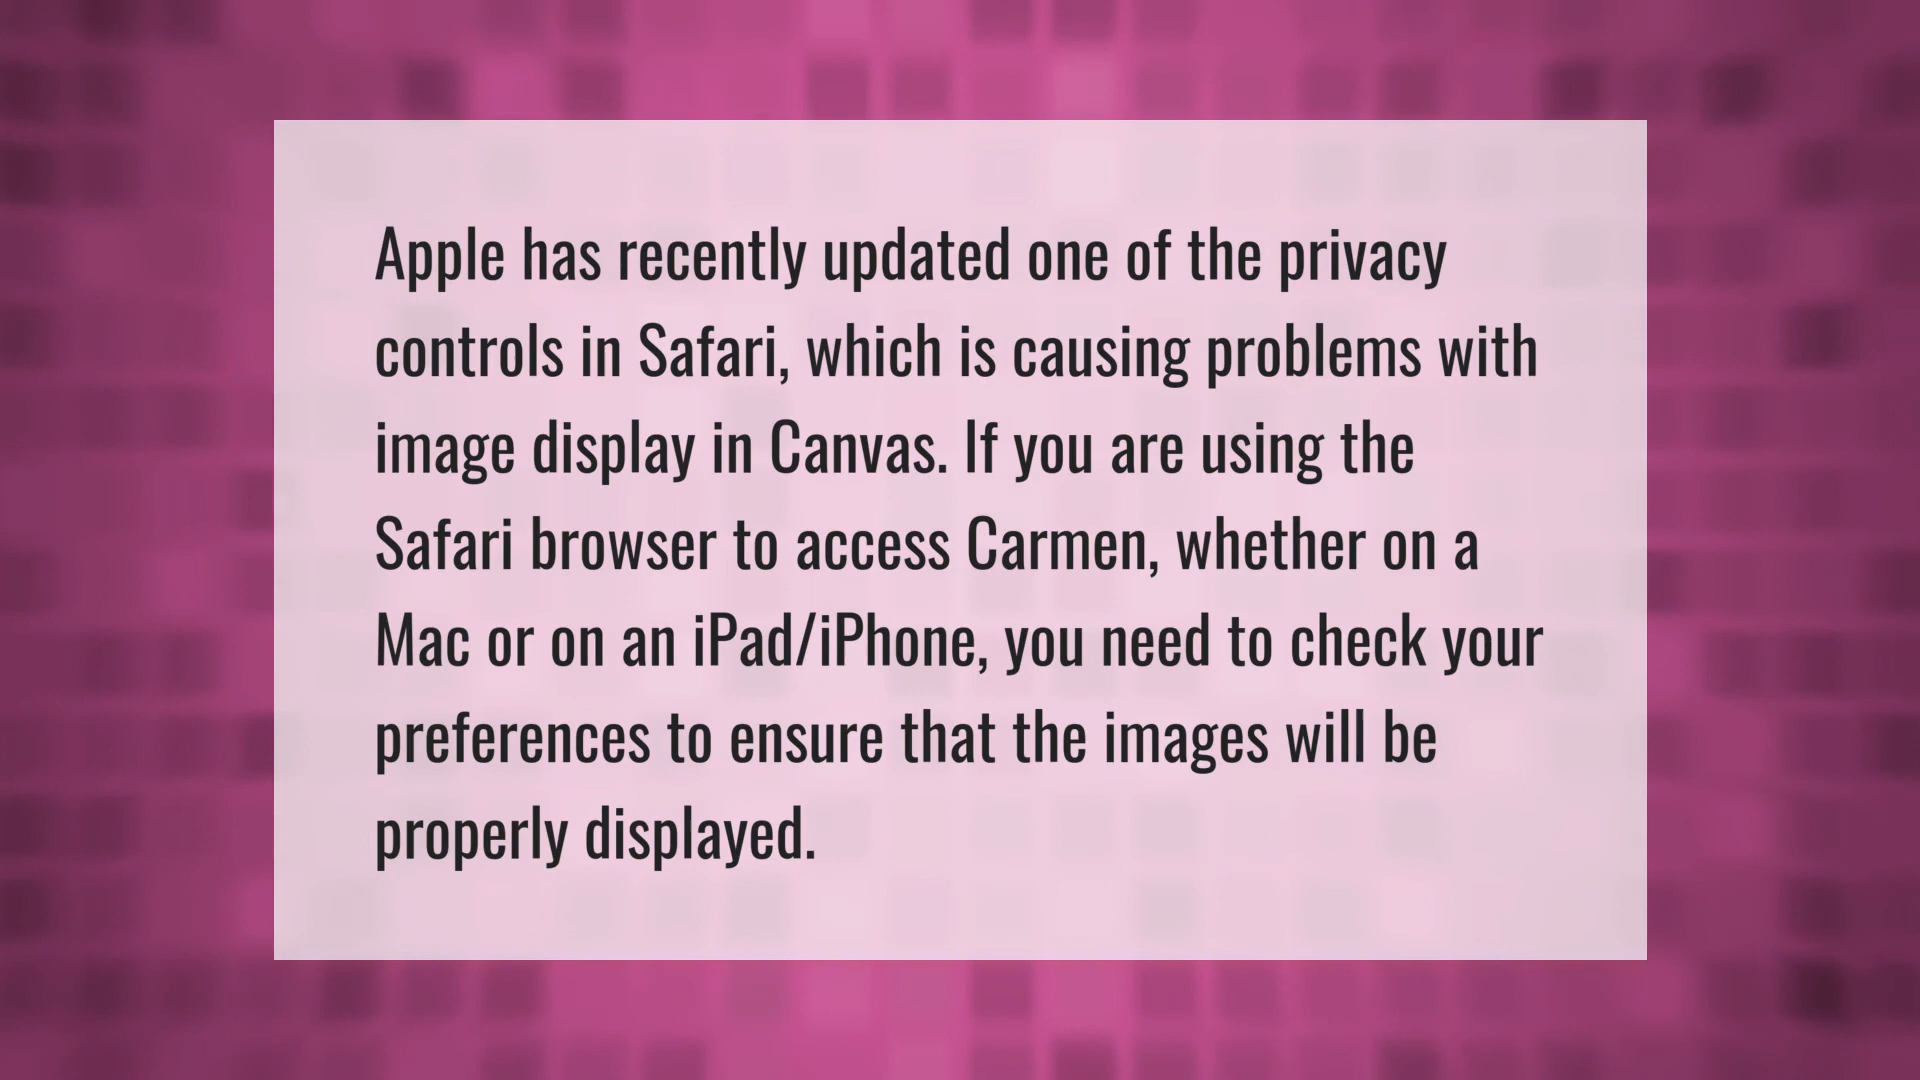 Apple has recently updated one of the privacy
controls in Safari, which is causing problems with
image display in Canvas. If you are using the
Safari browser to access Carmen, whether on a
Mac or on an iPad/iPhone, you need to check your
preferences to ensure that the images will be
properly displayed.